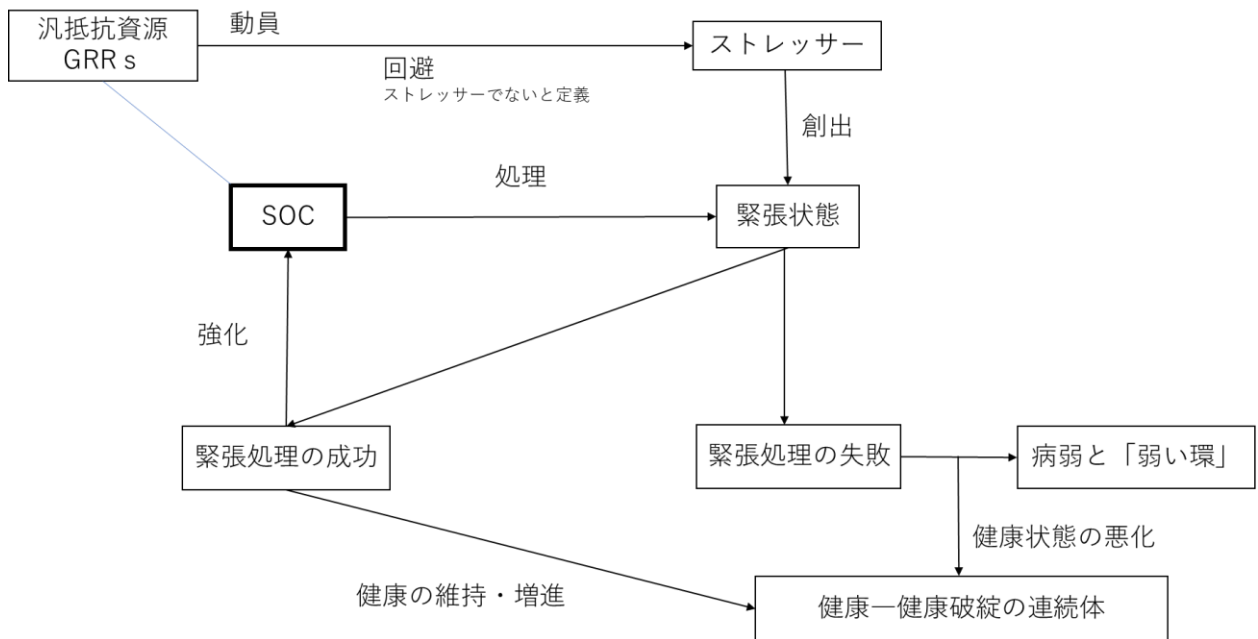 汎抵抗資源
GRRｓ
動員
回避
ストレッサーでないと定義
ストレッサー
創出
SOC
処理
緊張状態
強化
緊張処理の成功
緊張処理の失敗
病弱と「弱い環」
健康状態の悪化
健康の維持・増進
健康―健康破綻の連続体